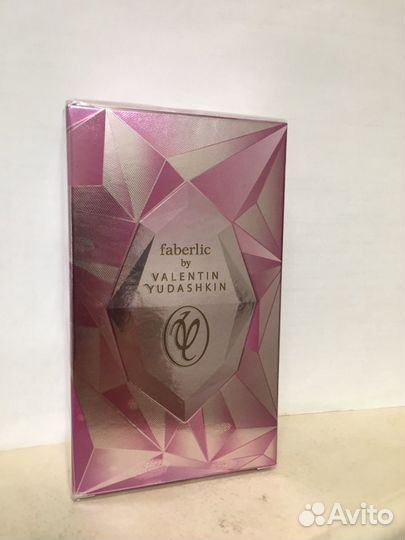 faberlic
by
VALENTIN
YUDASHKIN
Avito